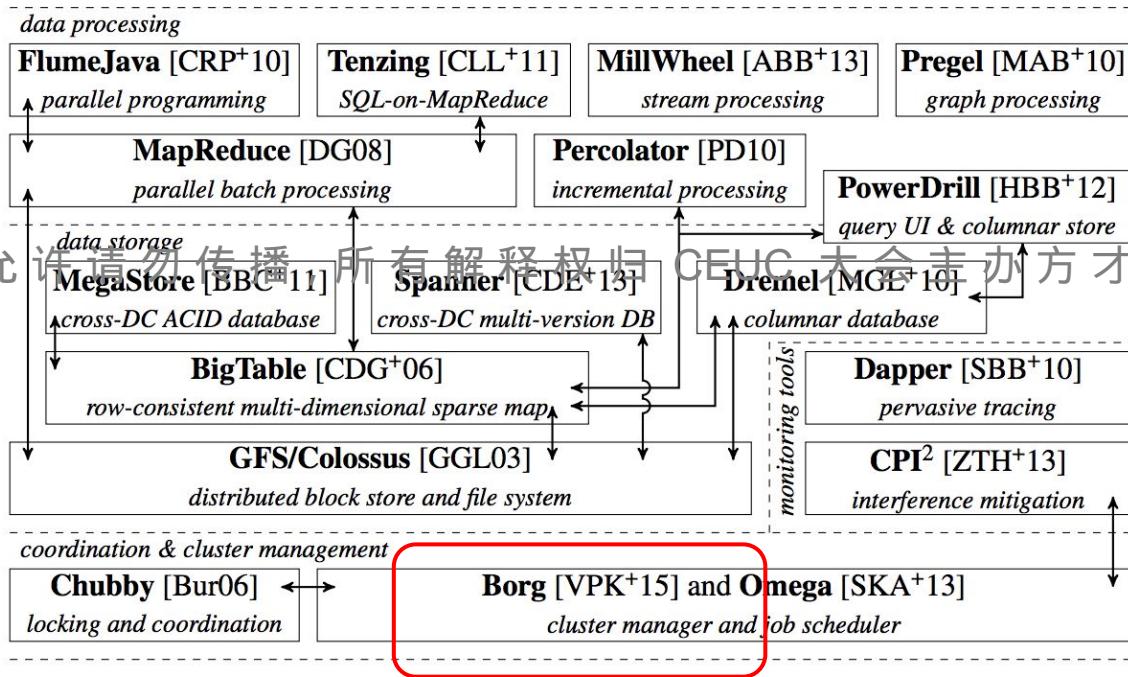 data processing
FlumeJava [CRP+10]
parallel programming
Tenzing [CLL+11]
SQL-on-MapReduce
MillWheel [ABB+13]
stream processing
Pregel [MAB+10]
graph processing
MapReduce [DG08]
parallel batch processing
Percolator [PD10]
incremental processing
PowerDrill [HBB+12]
query UI & columnar store
data storage
允许请勿传播 所有解释权归 CEUC 大会主办方才
MegaStore [BBC+11]
cross-DC ACID database
Spanner [CDE+13]
cross-DC multi-version DB
Dremel [MGL+10]
columnar database
BigTable [CDG+06]
row-consistent multi-dimensional sparse map
monitoring tools
Dapper [SBB+10]
pervasive tracing
GFS/Colossus [GGL03]
distributed block store and file system
CPI² [ZTH+13]
interference mitigation
coordination & cluster management
Chubby [Bur06]
locking and coordination
Borg [VPK+15] and Omega [SKA+13]
cluster manager and job scheduler